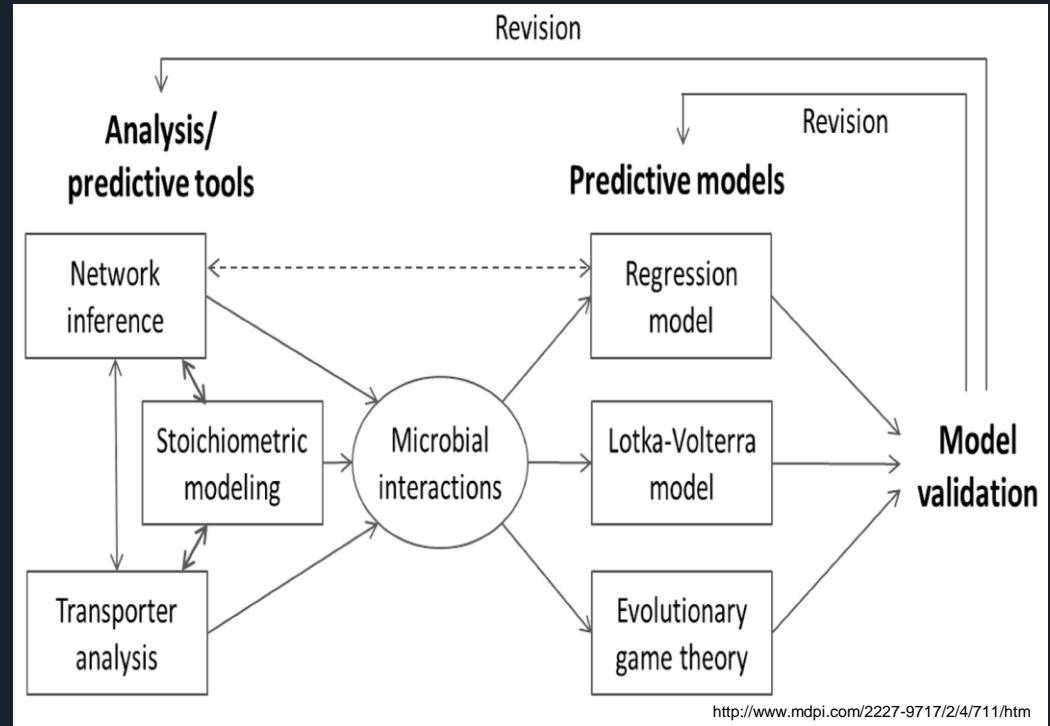 Revision
Revision
Analysis/
predictive tools
Predictive models
Network
inference
Regression
model
Stoichiometric
modeling
Microbial
interactions
Lotka-Volterra
model
Model
validation
Transporter
analysis
Evolutionary
game theory
http://www.mdpi.com/2227-9717/2/4/711/htm